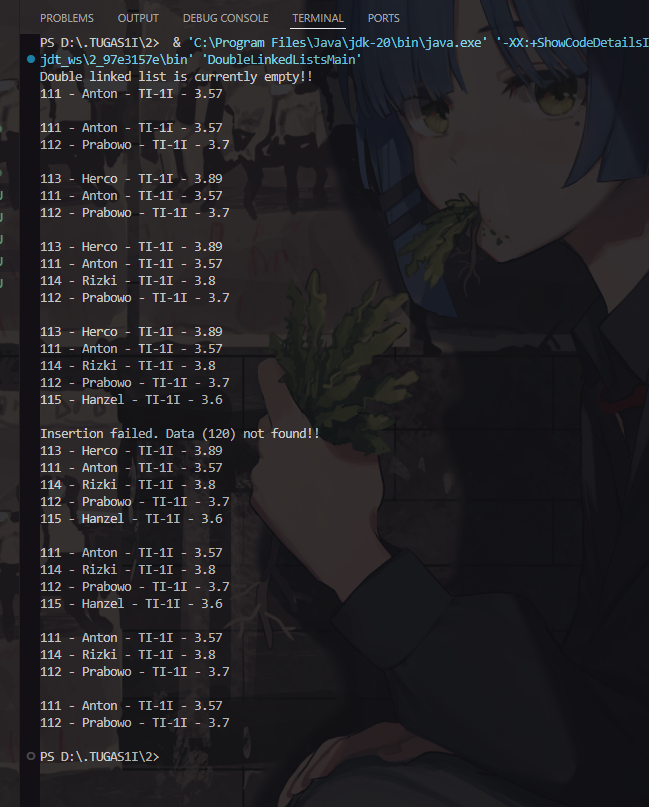 PROBLEMS OUTPUT DEBUG CONSOLE TERMINAL PORTS
PS D:\.TUGAS1I\2>  & 'C:\Program Files\Java\jdk-20\bin\java.exe' '-XX:+ShowCodeDetailsI
jdt_ws\2_97e3157e\bin' 'DoubleLinkedListsMain'
Double linked list is currently empty!!
111 - Anton - TI-1I - 3.57
111 - Anton - TI-1I - 3.57
112 - Prabowo - TI-1I - 3.7
113 - Herco - TI-1I - 3.89
111 - Anton - TI-1I - 3.57
112 - Prabowo - TI-1I - 3.7
113 - Herco - TI-1I - 3.89
111 - Anton - TI-1I - 3.57
114 - Rizki - TI-1I - 3.8
112 - Prabowo - TI-1I - 3.7
113 - Herco - TI-1I - 3.89
111 - Anton - TI-1I - 3.57
114 - Rizki - TI-1I - 3.8
112 - Prabowo - TI-1I - 3.7
115 - Hanzel - TI-1I - 3.6
Insertion failed. Data (120) not found!!
113 - Herco - TI-1I - 3.89
111 - Anton - TI-1I - 3.57
114 - Rizki - TI-1I - 3.8
112 - Prabowo - TI-1I - 3.7
115 - Hanzel - TI-1I - 3.6
111 - Anton - TI-1I - 3.57
114 - Rizki - TI-1I - 3.8
112 - Prabowo - TI-1I - 3.7
115 - Hanzel - TI-1I - 3.6
111 - Anton - TI-1I - 3.57
114 - Rizki - TI-1I - 3.8
112 - Prabowo - TI-1I - 3.7
111 - Anton - TI-1I - 3.57
112 - Prabowo - TI-1I - 3.7
PS D:\.TUGAS1I\2>